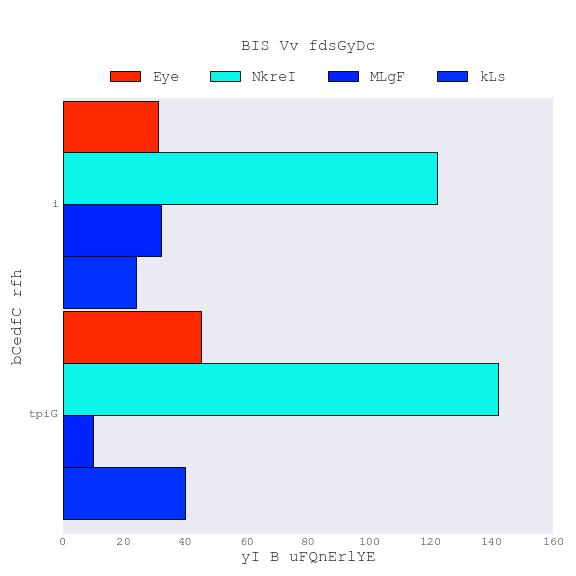 BIS Vv fdsGyDc
Eye NkreI MLgF kLs
bCedfC rfh
i
tpiG
0 20 40 60 80 100 120 140 160
yI B uFQnErlYE